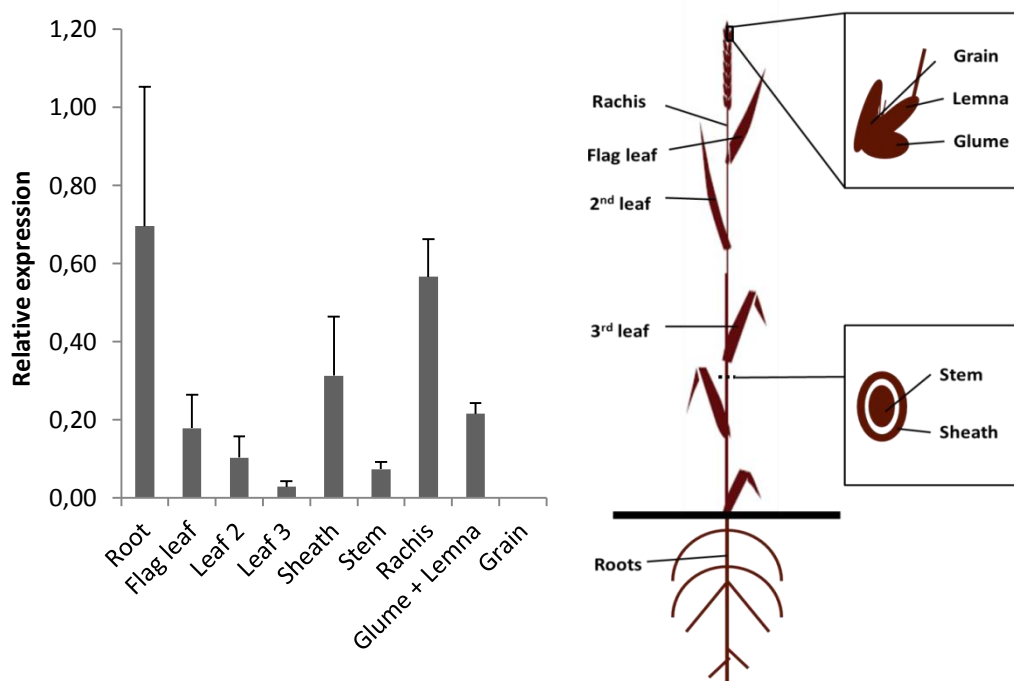 Relative expression
1,20
1,00
0,80
0,60
0,40
0,20
0,00
Root
Flag leaf
Leaf 2
Leaf 3
Sheath
Stem
Rachis
Glume + Lemna
Grain
Rachis
Flag leaf
2nd leaf
3rd leaf
Roots
Grain
Lemna
Glume
Stem
Sheath